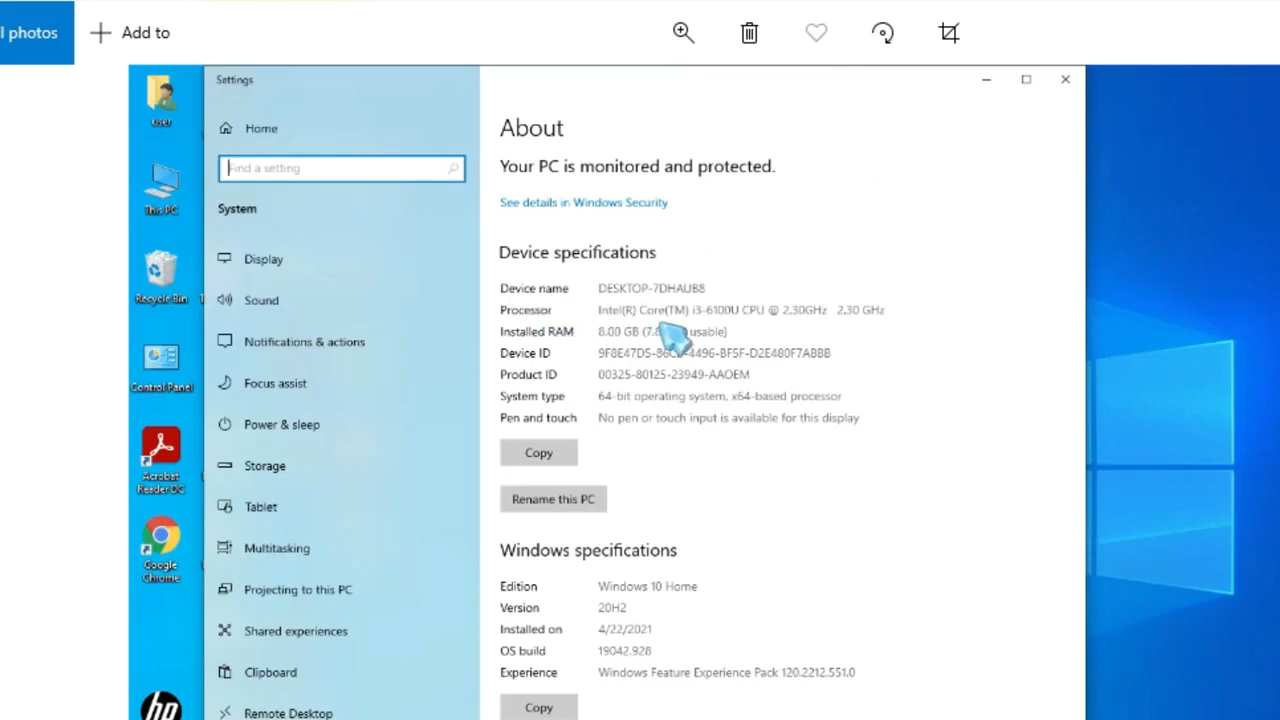 l photos
Add to
Settings
User
Home
Find a setting
This PC
System
Recycle Bin
Display
Sound
Notifications & actions
Control Panel
Focus assist
Power & sleep
Acrobat
Reader DC
Storage
Tablet
Google
Chrome
Multitasking
Projecting to this PC
Shared experiences
Clipboard
hp
Remote Desktop
About
Your PC is monitored and protected.
See details in Windows Security
Device specifications
Device name DESKTOP-7DHAUB8
Processor Intel(R) Core(TM) i3-6100U CPU @ 2.30GHz 2.30 GHz
Installed RAM 8.00 GB usable)
Device ID
Product ID 00325-80125-23949-AAOEM
System type 64-bit operating system, x64-based processor
Pen and touch No pen or touch input is available for this display
Copy
Rename this PC
Windows specifications
Edition Windows 10 Home
Version 20H2
Installed on 4/22/2021
OS build 19042.928
Experience Windows Feature Experience Pack 120.2212.551.0
Copy